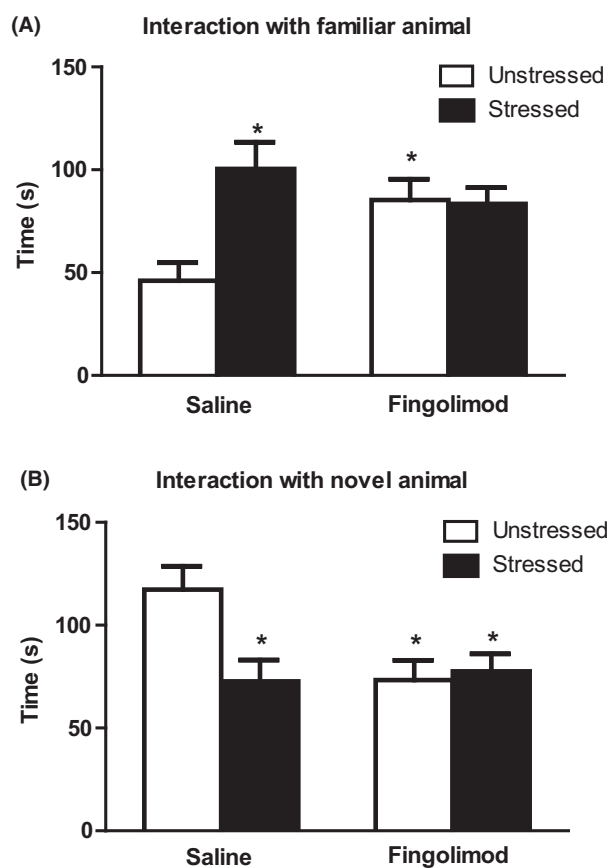 (A) Interaction with familiar animal
150
Unstressed
Stressed
*
*
100
Time (s)
50
0
Saline Fingolimod
(B) Interaction with novel animal
150
Unstressed
Stressed
*
*
*
100
Time (s)
50
0
Saline Fingolimod